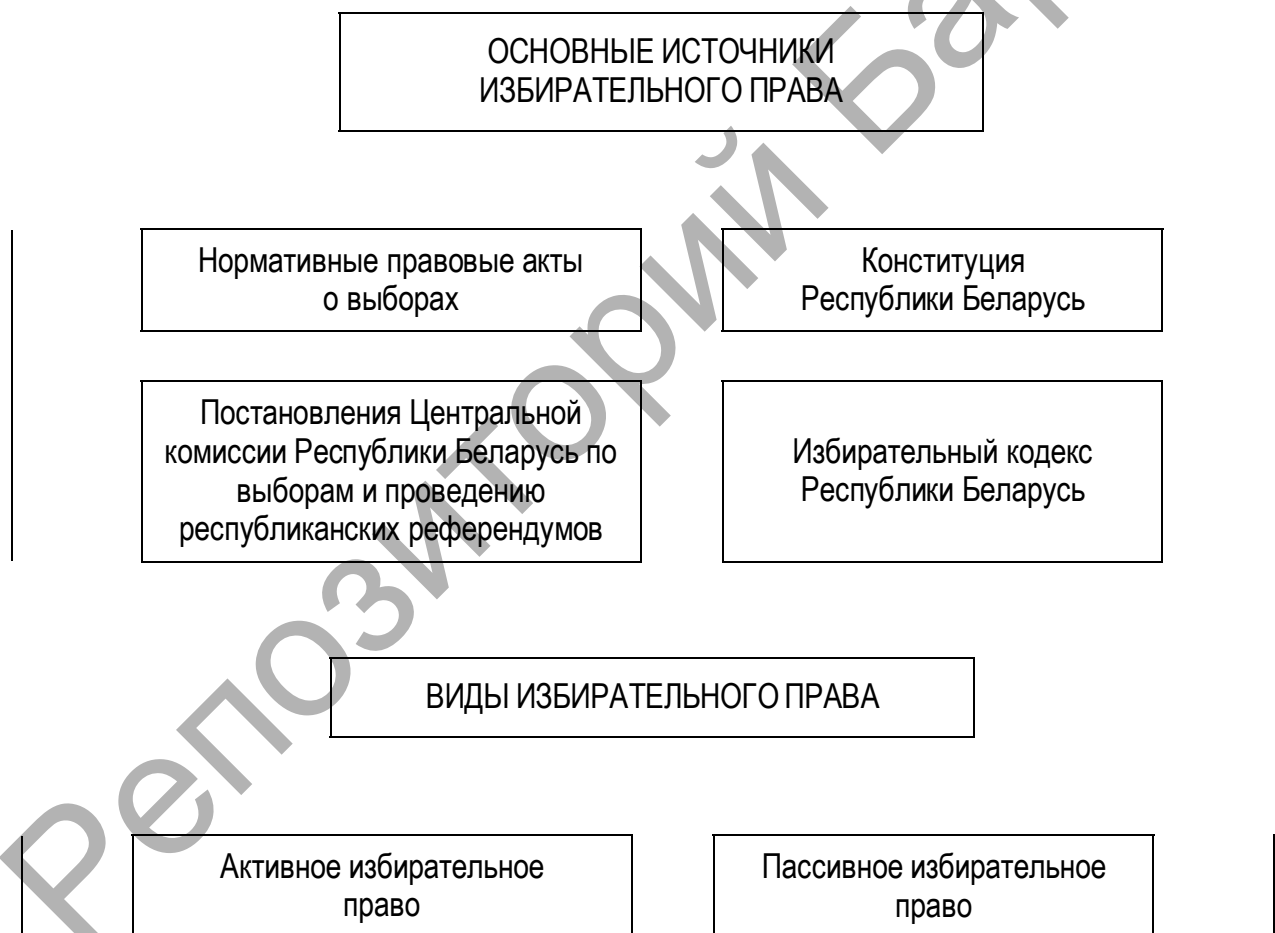 ОСНОВНЫЕ ИСТОЧНИКИ
ИЗБИРАТЕЛЬНОГО ПРАВА
Нормативные правовые акты
о выборах
Конституция
Республики Беларусь
Постановления Центральной
комиссии Республики Беларусь по
выборам и проведению
республиканских референдумов
Избирательный кодекс
Республики Беларусь
ВИДЫ ИЗБИРАТЕЛЬНОГО ПРАВА
Активное избирательное
право
Пассивное избирательное
право
Репозиторий